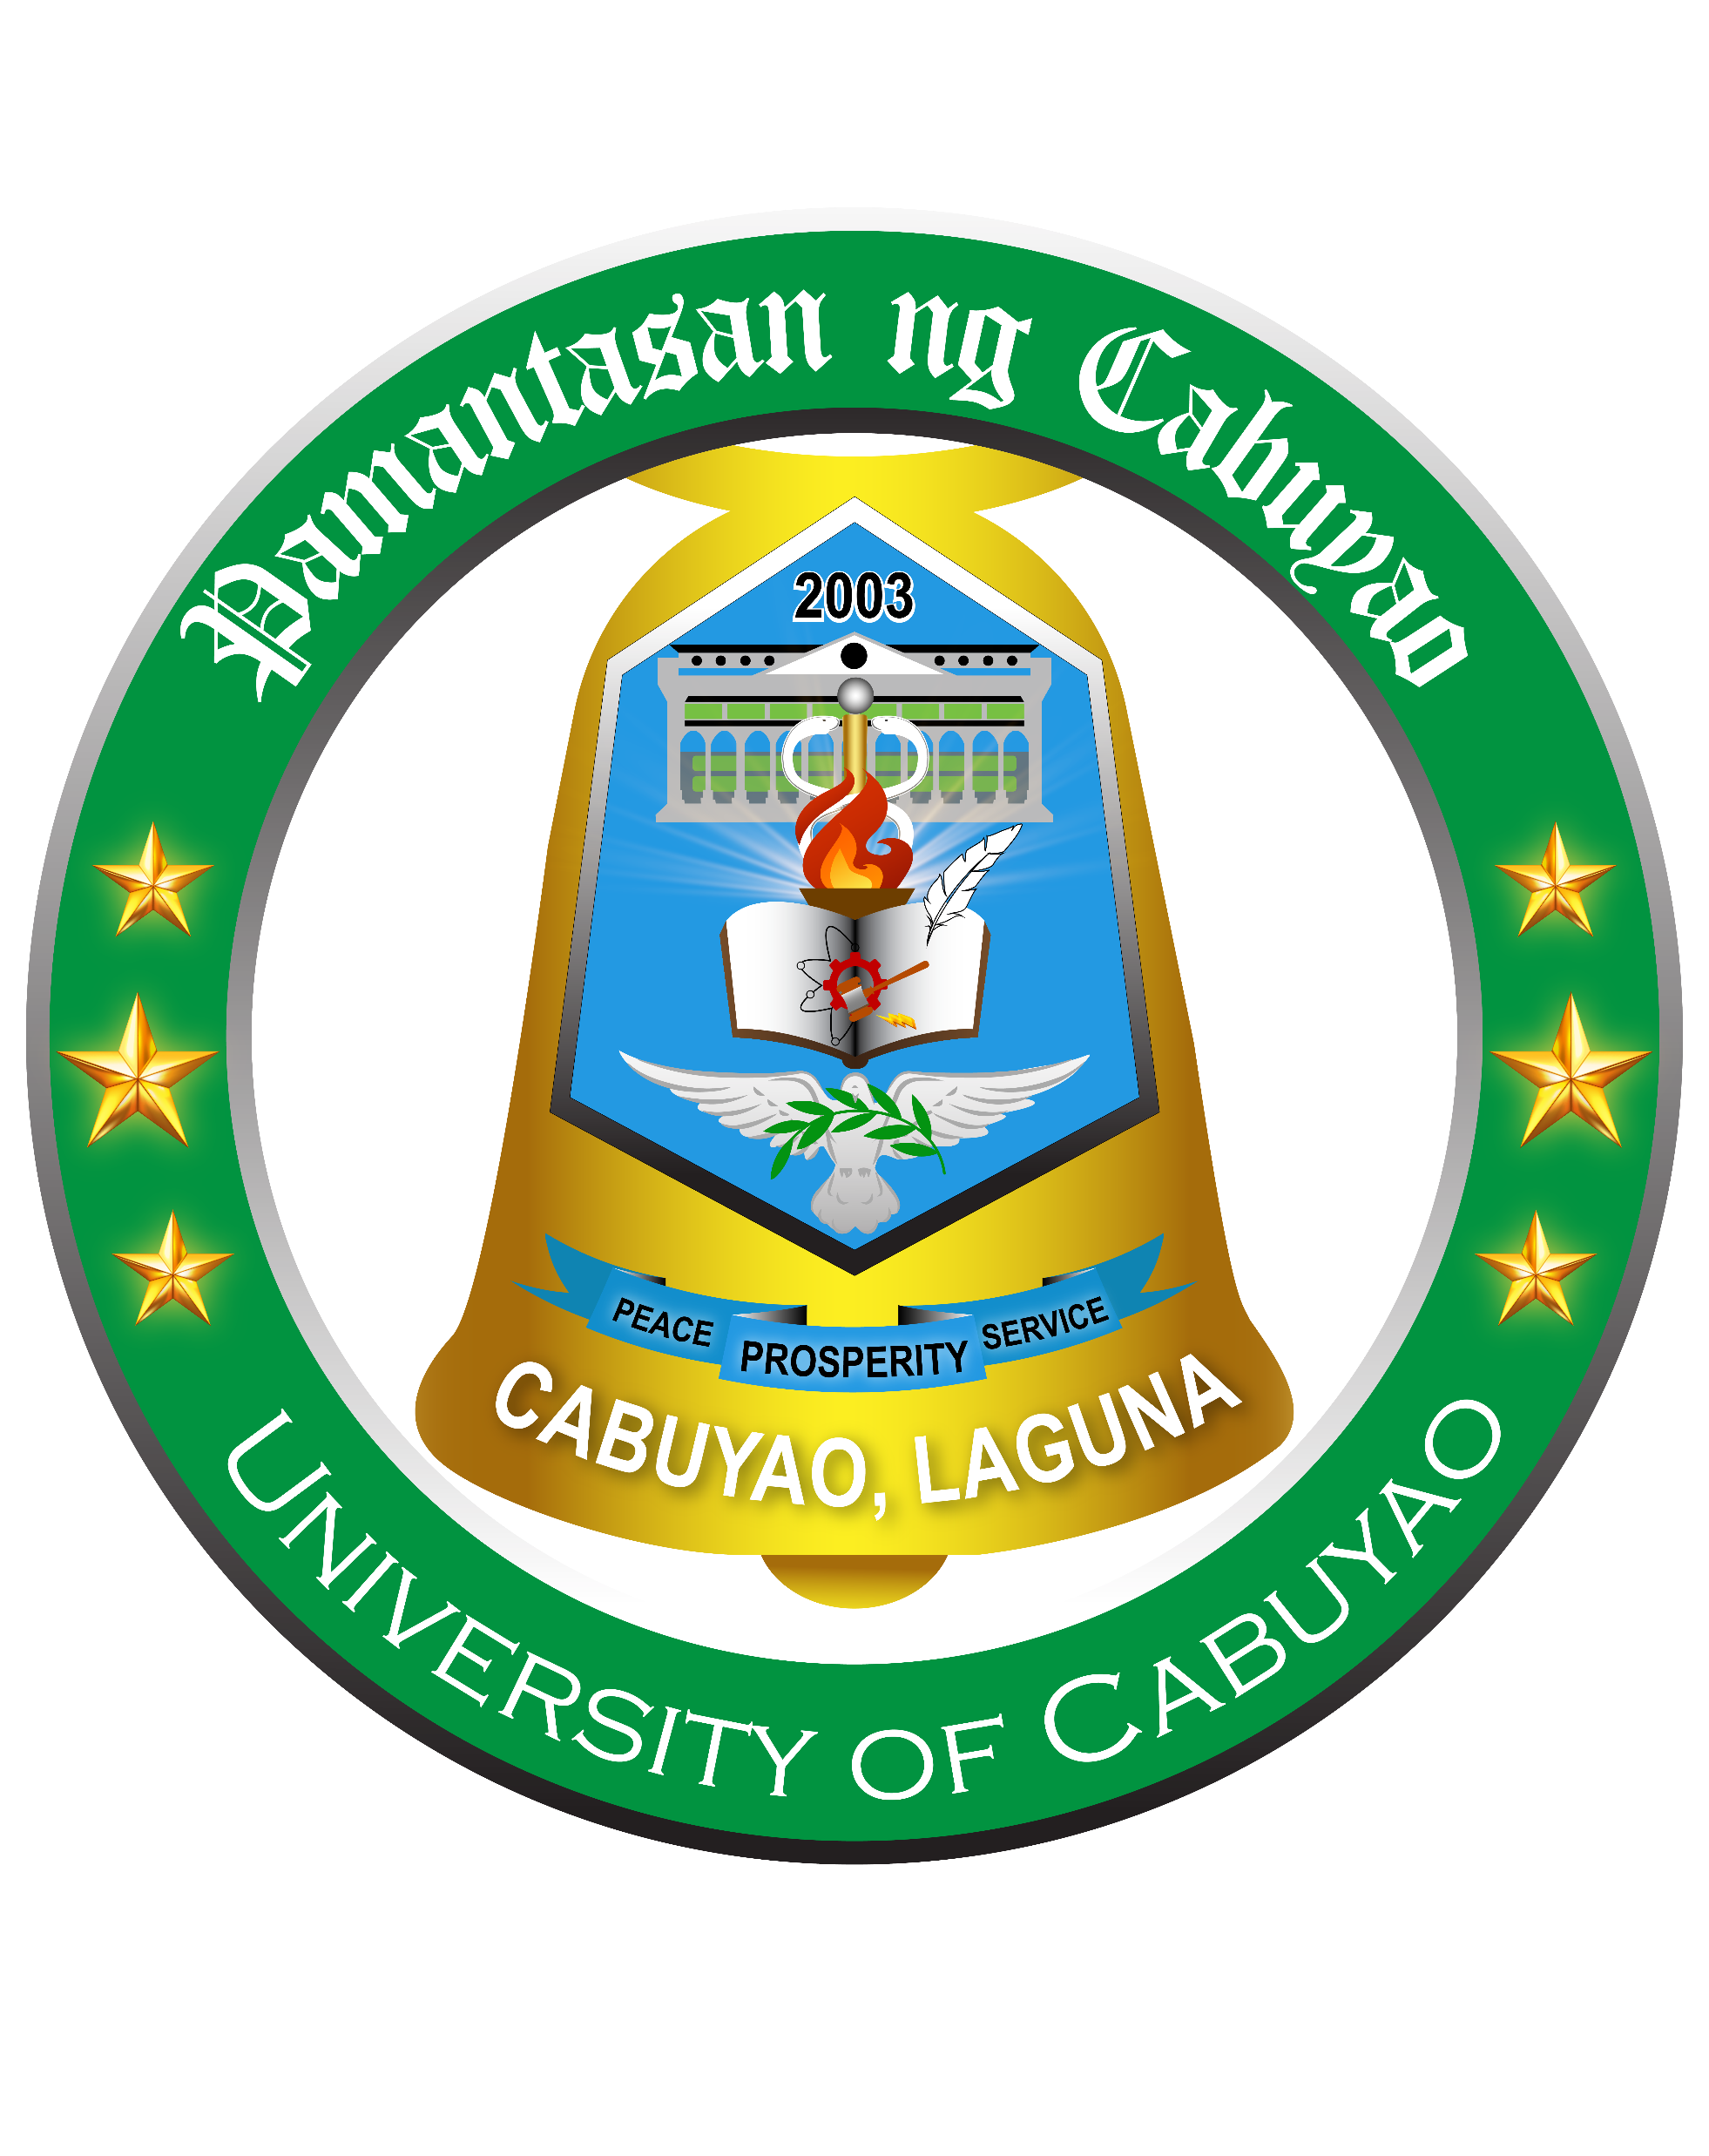 Pamantasan ng Cabuyao
2003
PEACE
PROSPERITY
SERVICE
CABUYAO, LAGUNA
UNIVERSITY OF CABUYAO